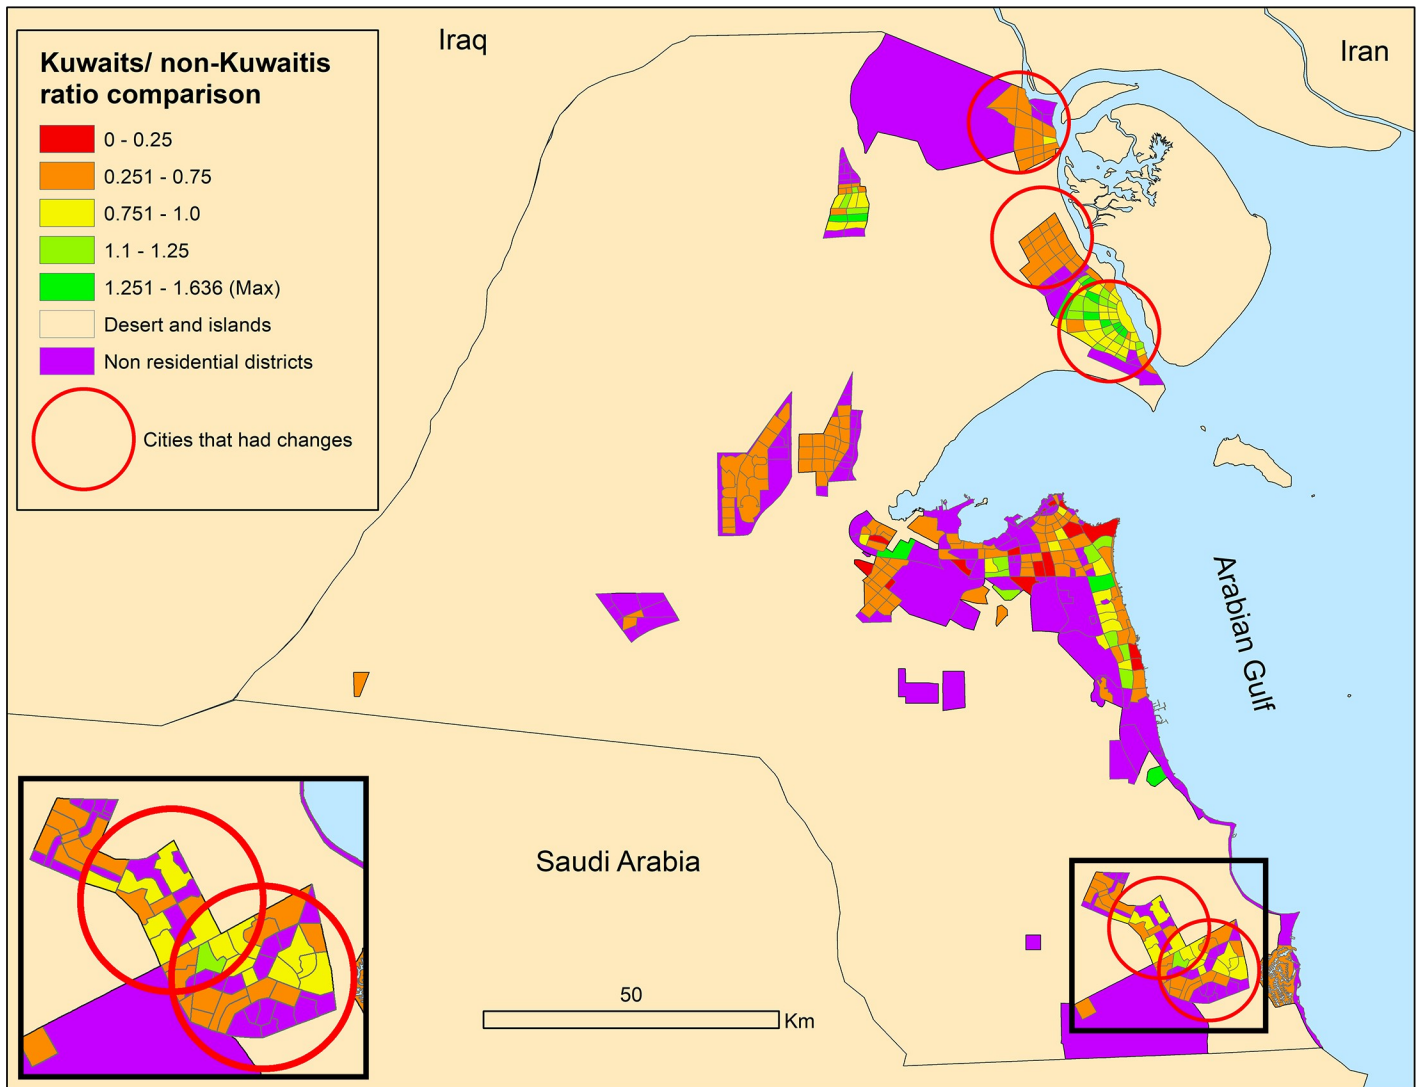 Iraq
Iran
Kuwaits/ non-Kuwaitis
ratio comparison
0 - 0.25
0.251 - 0.75
0.751 - 1.0
1.1 - 1.25
1.251 - 1.636 (Max)
Desert and islands
Non residential districts
Cities that had changes
Arabian Gulf
Saudi Arabia
50
Km